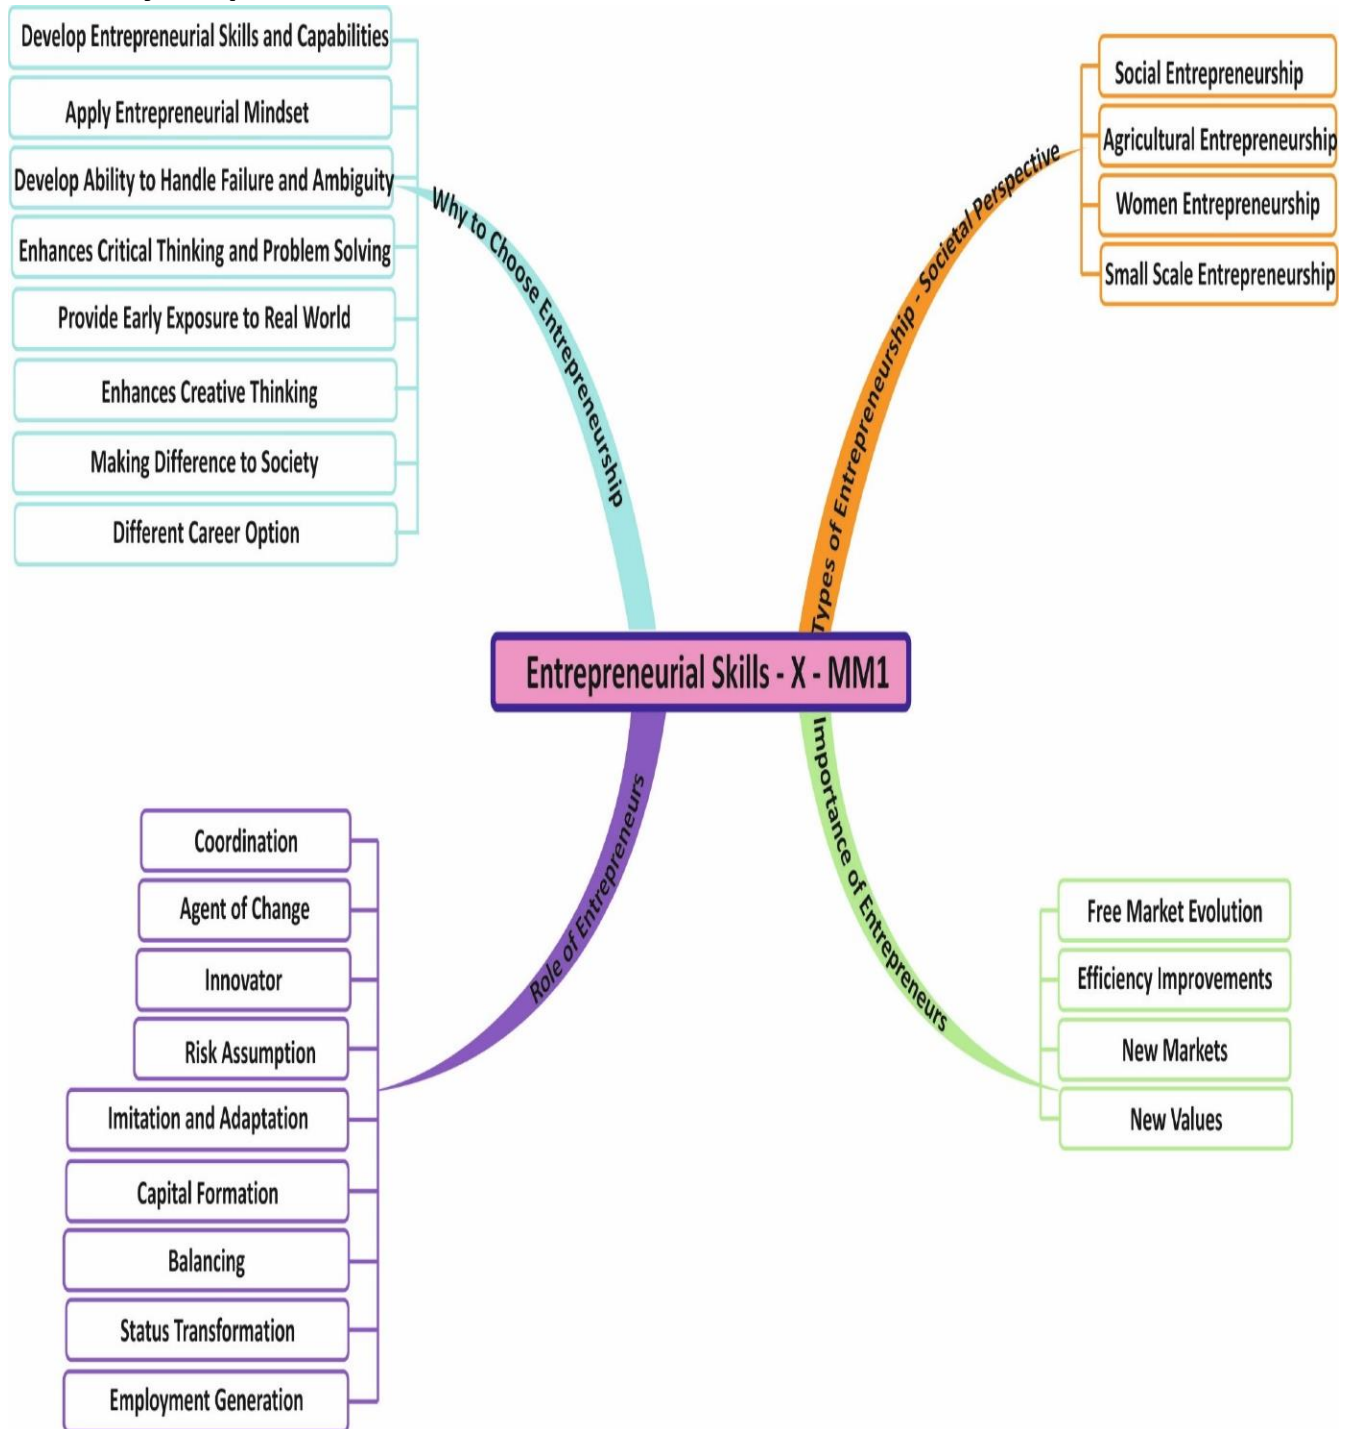 Develop Entrepreneurial Skills and Capabilities
Apply Entrepreneurial Mindset
Develop Ability to Handle Failure and Ambiguity
Enhances Critical Thinking and Problem Solving
Provide Early Exposure to Real World
Enhances Creative Thinking
Making Difference to Society
Different Career Option
Why to Choose Entrepreneurship
Social Entrepreneurship
Agricultural Entrepreneurship
Women Entrepreneurship
Small Scale Entrepreneurship
Types of Entrepreneurship - Societal Perspective
Entrepreneurial Skills - X - MM1
Role of Entrepreneurs
Coordination
Agent of Change
Innovator
Risk Assumption
Imitation and Adaptation
Capital Formation
Balancing
Status Transformation
Employment Generation
Importance of Entrepreneurs
Free Market Evolution
Efficiency Improvements
New Markets
New Values